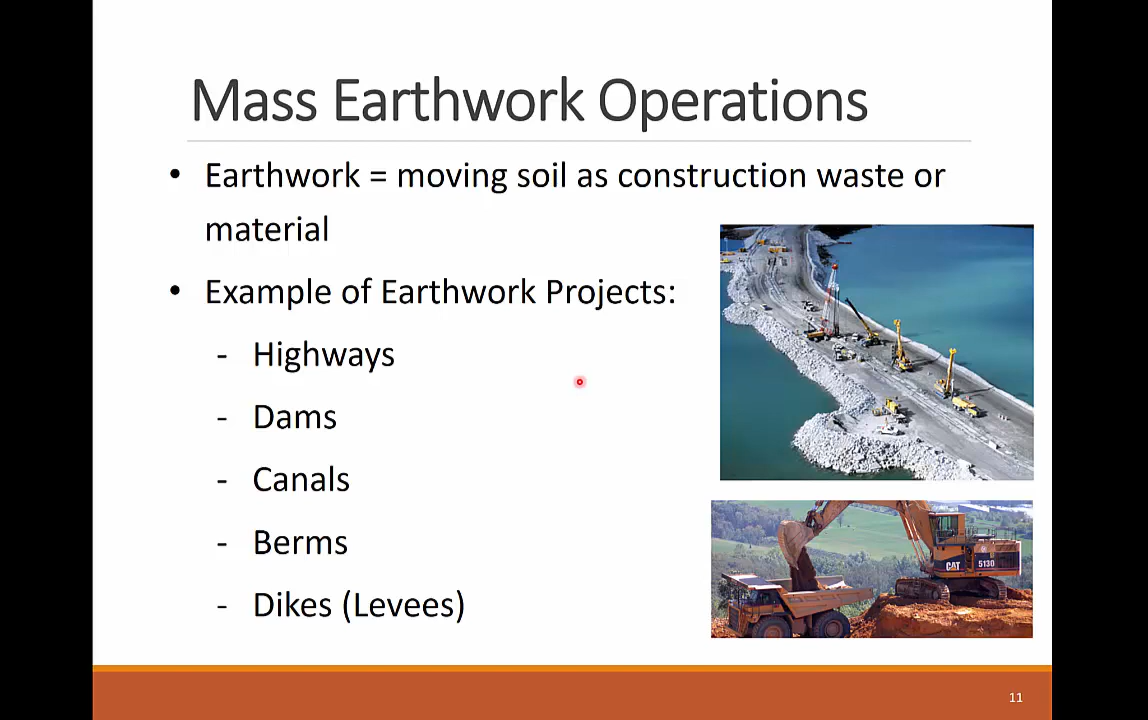 Mass Earthwork Operations
• Earthwork = moving soil as construction waste or
material
• Example of Earthwork Projects:
- Highways
- Dams
- Canals
- Berms
- Dikes (Levees)
CAT 5130
11